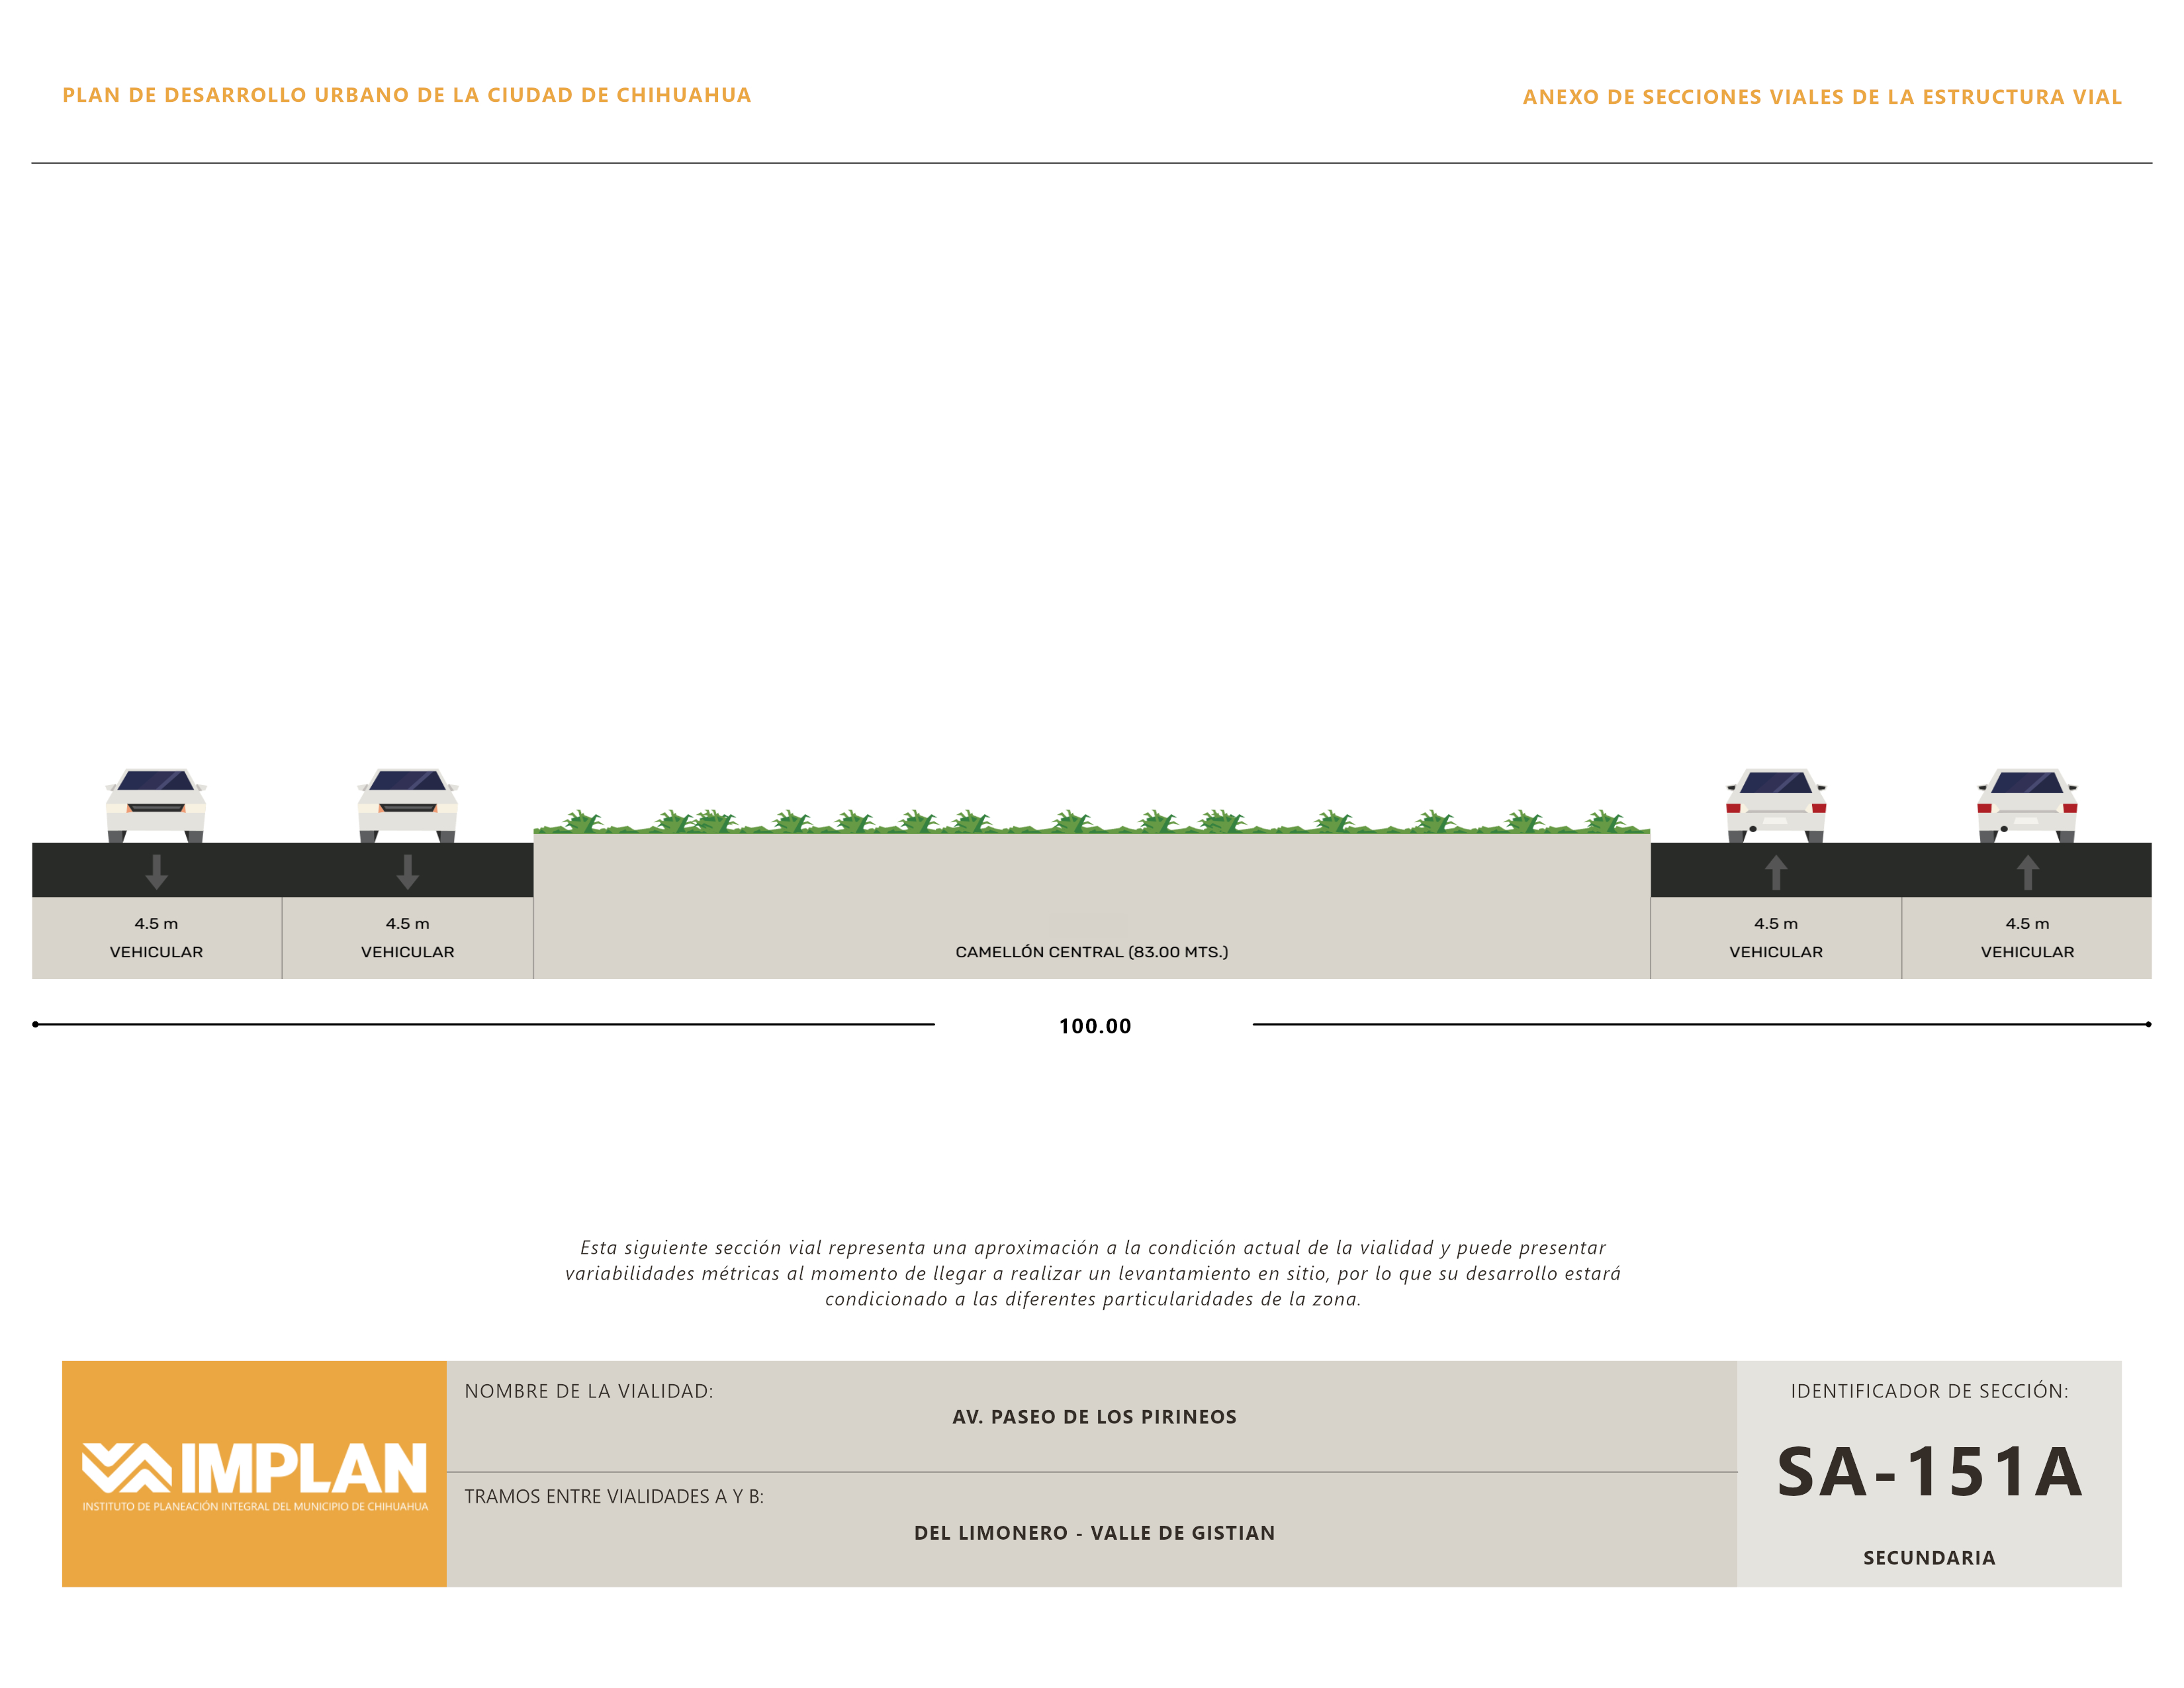 PLAN DE DESARROLLO URBANO DE LA CIUDAD DE CHIHUAHUA
ANEXO DE SECCIONES VIALES DE LA ESTRUCTURA VIAL
4.5 m
VEHICULAR
4.5 m
VEHICULAR
CAMELLÓN CENTRAL (83.00 MTS.)
4.5 m
VEHICULAR
4.5 m
VEHICULAR
100.00
Esta siguiente sección vial representa una aproximación a la condición actual de la vialidad y puede presentar
variabilidades métricas al momento de llegar a realizar un levantamiento en sitio, por lo que su desarrollo estará
condicionado a las diferentes particularidades de la zona.
IMPLAN
INSTITUTO DE PLANEACIÓN INTEGRAL DEL MUNICIPIO DE CHIHUAHUA
NOMBRE DE LA VIALIDAD:
AV. PASEO DE LOS PIRINEOS
TRAMOS ENTRE VIALIDADES A Y B:
DEL LIMONERO - VALLE DE GISTIAN
IDENTIFICADOR DE SECCIÓN:
SA-151A
SECUNDARIA